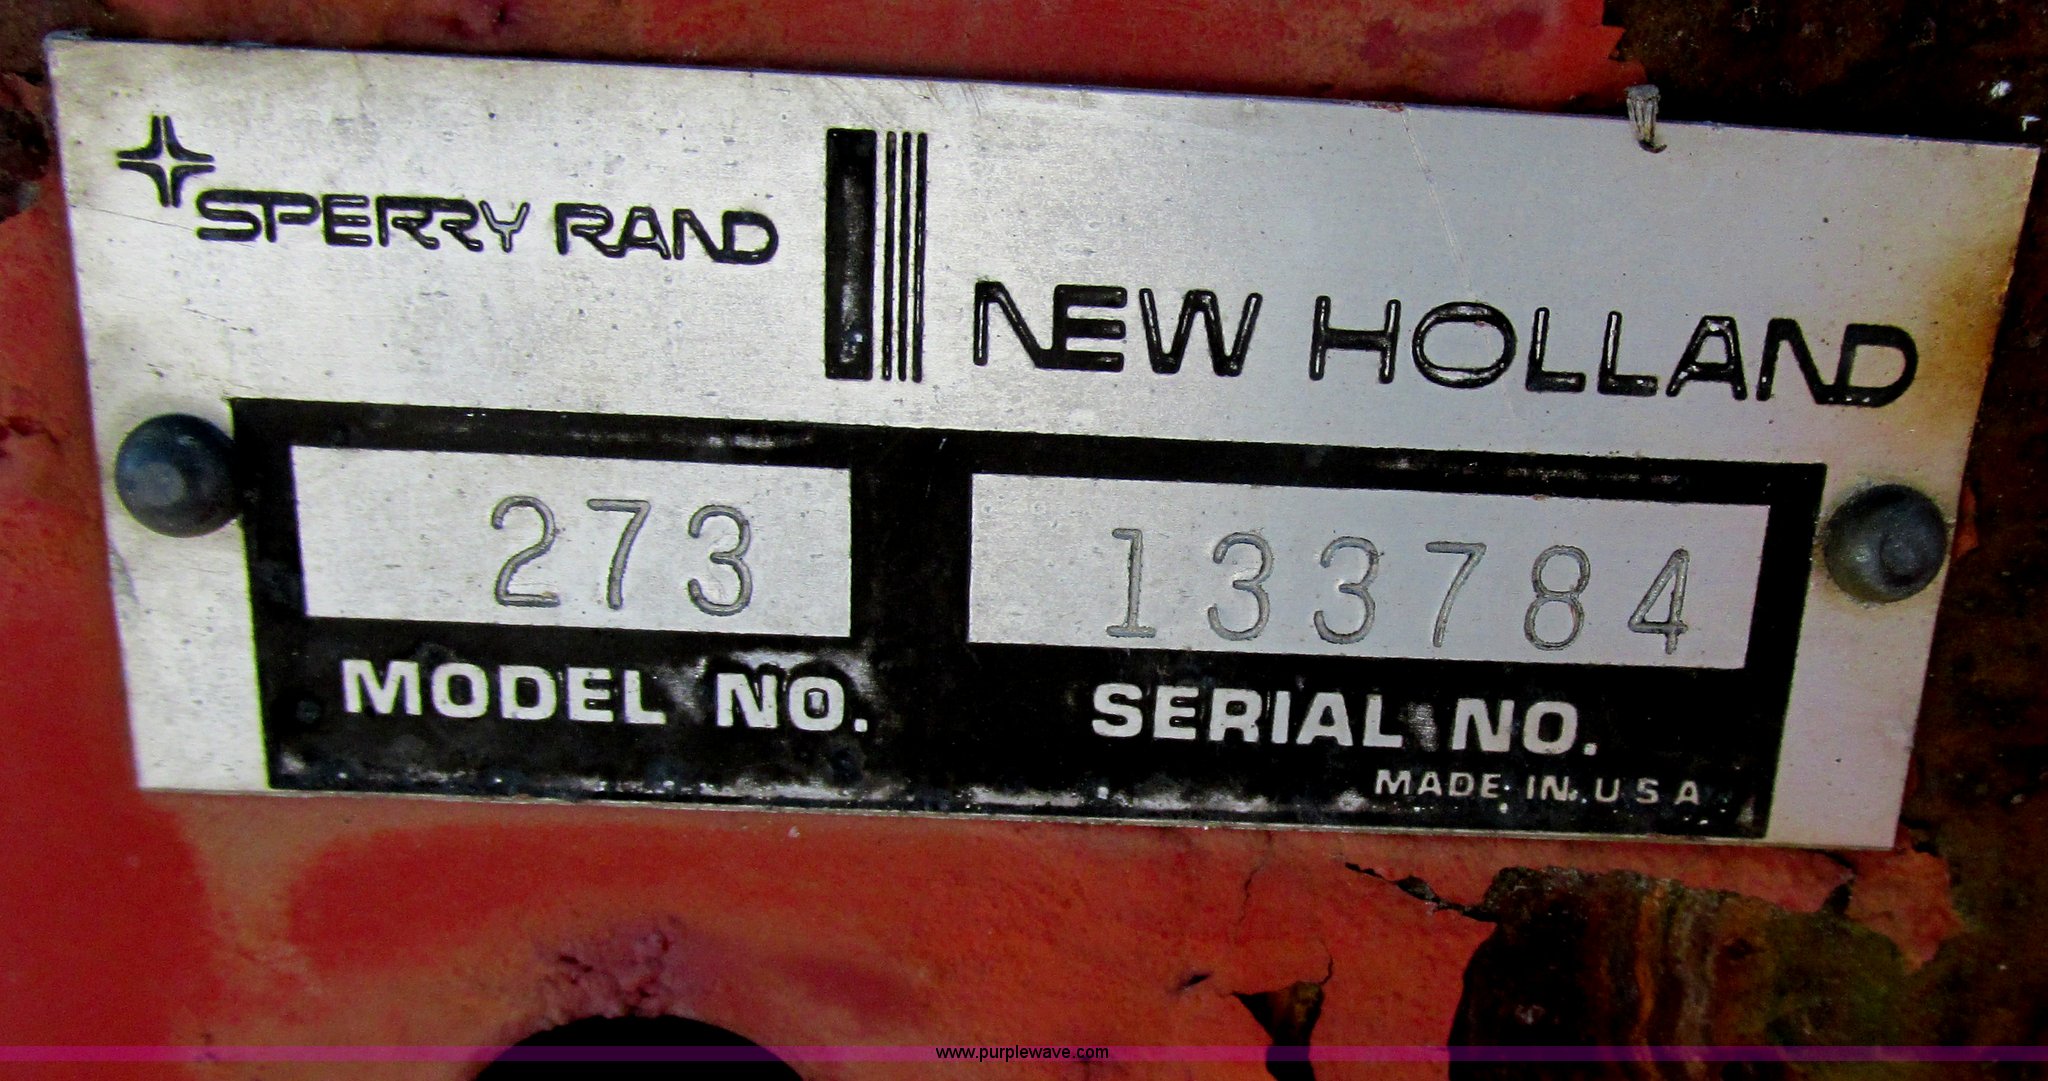 SPERRY RAND
NEW HOLLAND
273
133784
MODEL NO.
SERIAL NO.
MADE IN U S A
www.purplewave.com